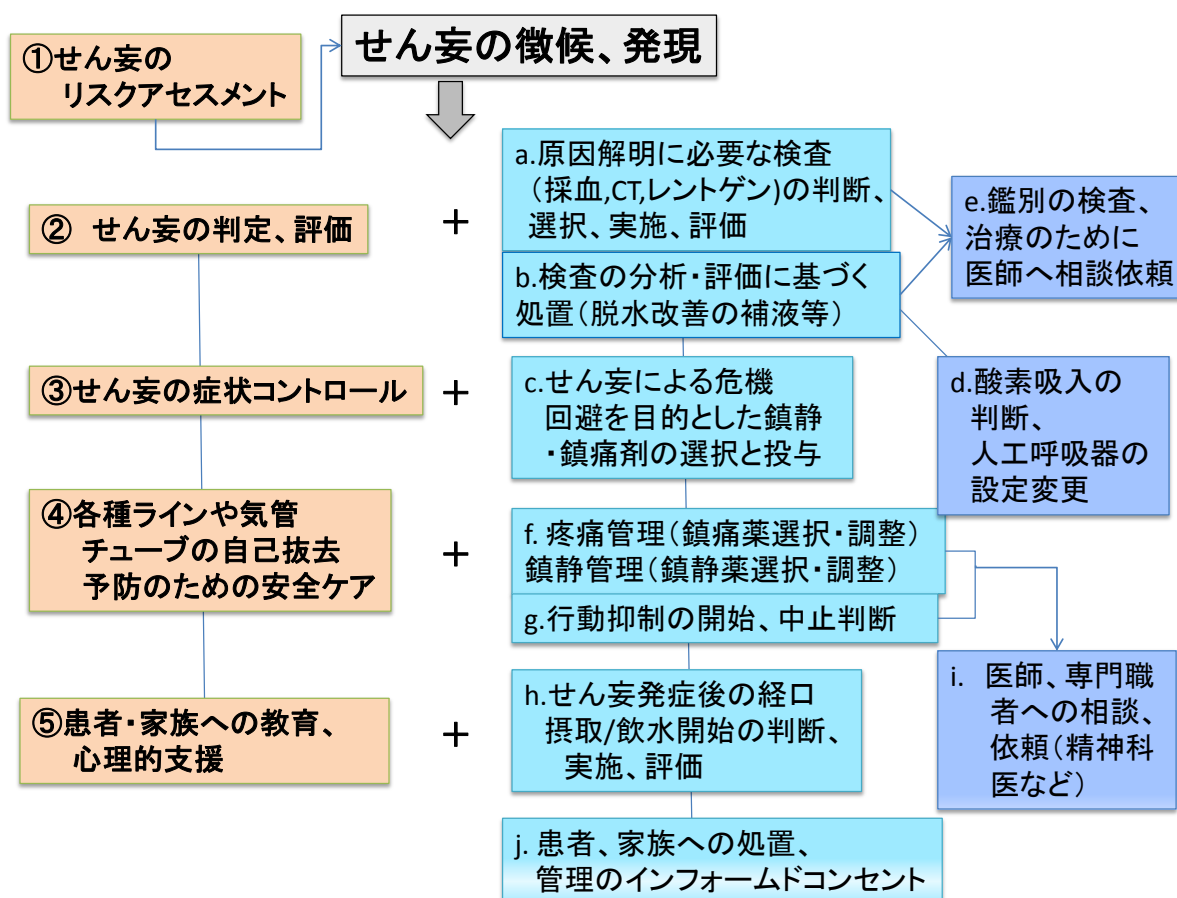 ①せん妄の
リスクアセスメント
せん妄の徴候、発現
② せん妄の判定、評価
+
a.原因解明に必要な検査
(採血,CT,レントゲン)の判断、
選択、実施、評価
b.検査の分析・評価に基づく
処置(脱水改善の補液等)
e.鑑別の検査、
治療のために
医師へ相談依頼
③せん妄の症状コントロール
+
c.せん妄による危機
回避を目的とした鎮静
・鎮痛剤の選択と投与
d.酸素吸入の
判断、
人工呼吸器の
設定変更
④各種ラインや気管
チューブの自己抜去
予防のための安全ケア
+
f. 疼痛管理(鎮痛薬選択・調整)
鎮静管理(鎮静薬選択・調整)
g.行動抑制の開始、中止判断
⑤患者・家族への教育、
心理的支援
+
h.せん妄発症後の経口
摂取/飲水開始の判断、
実施、評価
i. 医師、専門職
者への相談、
依頼(精神科
医など)
j. 患者、家族への処置、
管理のインフォームドコンセント